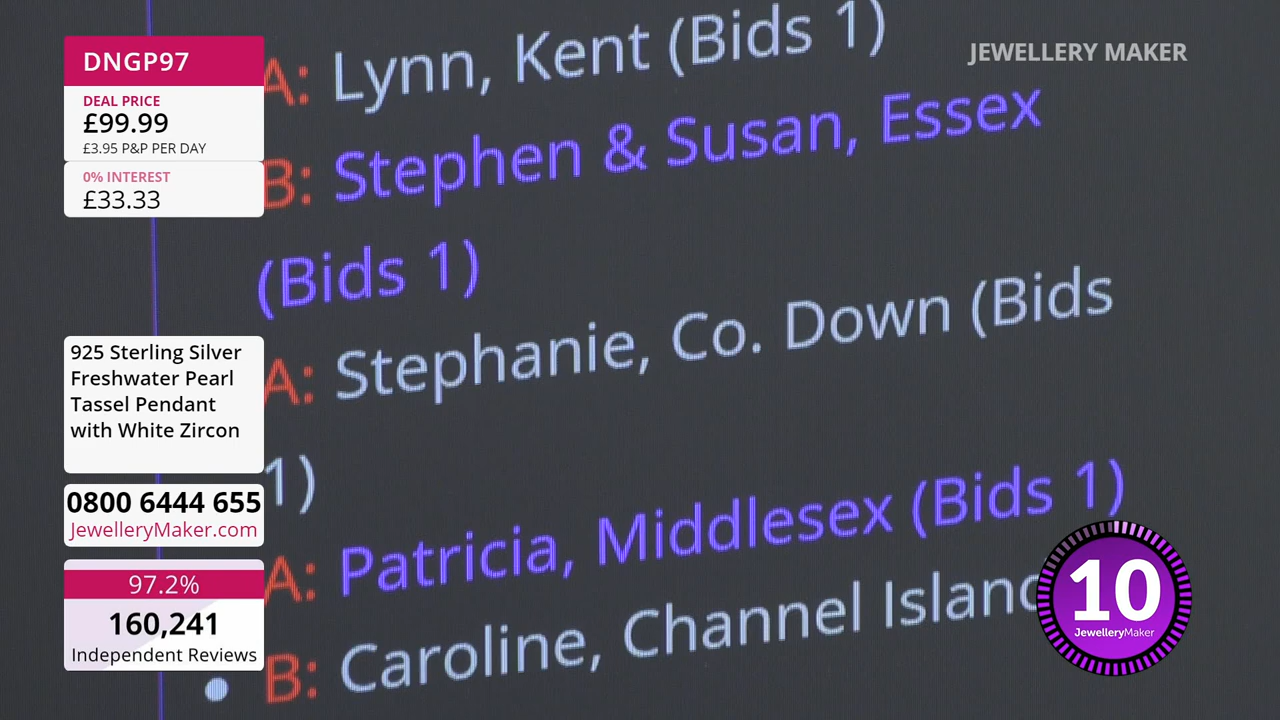 DNGP97
DEAL PRICE
£99.99
£3.95 P&P PER DAY
0% INTEREST
£33.33
925 Sterling Silver
Freshwater Pearl
Tassel Pendant
with White Zircon
0800 6444 655
JewelleryMaker.com
97.2%
160,241
Independent Reviews
JEWELLERY MAKER
A: Lynn, Kent (Bids 1)
B: Stephen & Susan, Essex
(Bids 1)
A: Stephanie, Co. Down (Bids
1)
A: Patricia, Middlesex (Bids 1)
B: Caroline, Channel
10
JewelleryMaker